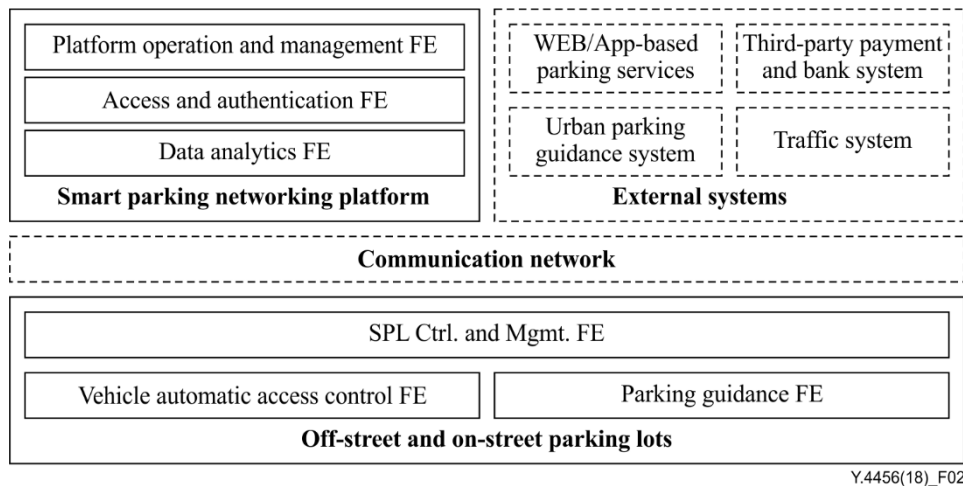 Platform operation and management FE
Access and authentication FE
Data analytics FE
Smart parking networking platform
WEB/App-based
parking services
Third-party payment
and bank system
Urban parking
guidance system
Traffic system
External systems
Communication network
SPL Ctrl. and Mgmt. FE
Vehicle automatic access control FE
Parking guidance FE
Off-street and on-street parking lots
Y.4456(18)_F02